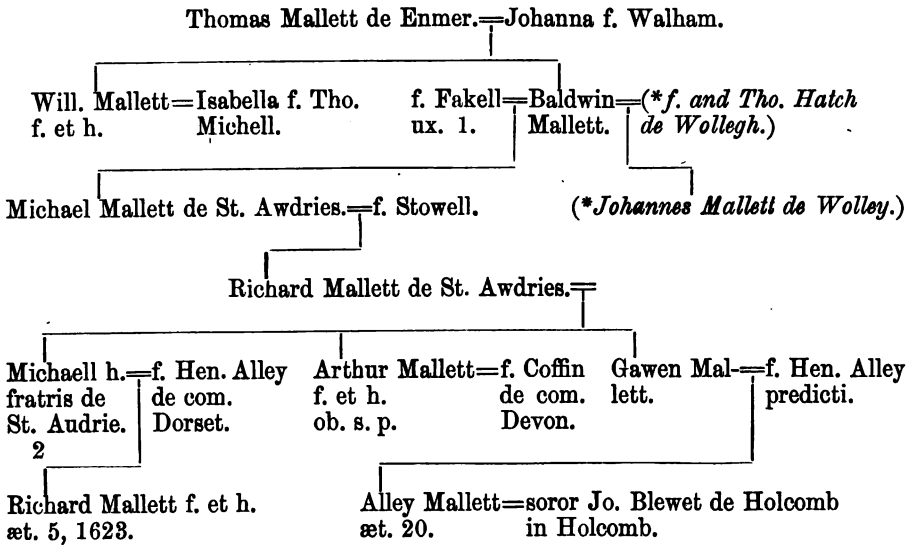 Thomas Mallett de Enmer.=Johanna f. Walham.
Will. Mallett=Isabella f. Tho. f. Fakell=Baldwin=(*f. and Tho. Hatch
f. et h. Michell. ux. 1. Mallett. de Wollegh.)
Michael Mallett de St. Awdries.=f. Stowell. (*Johannes Mallett de Wolley.)
Richard Mallett de St. Awdries.=
Michaell h.=f. Hen. Alley Arthur Mallett=f. Coffin Gawen Mal-=f. Hen. Alley
fratris de de com. f. et h. de com. lett. predicti.
St. Audrie. Dorset. ob. s. p. Devon.
2
Richard Mallett f. et h. Alley Mallett=soror Jo. Blewet de Holcomb
æt. 5, 1623. æt. 20. in Holcomb.